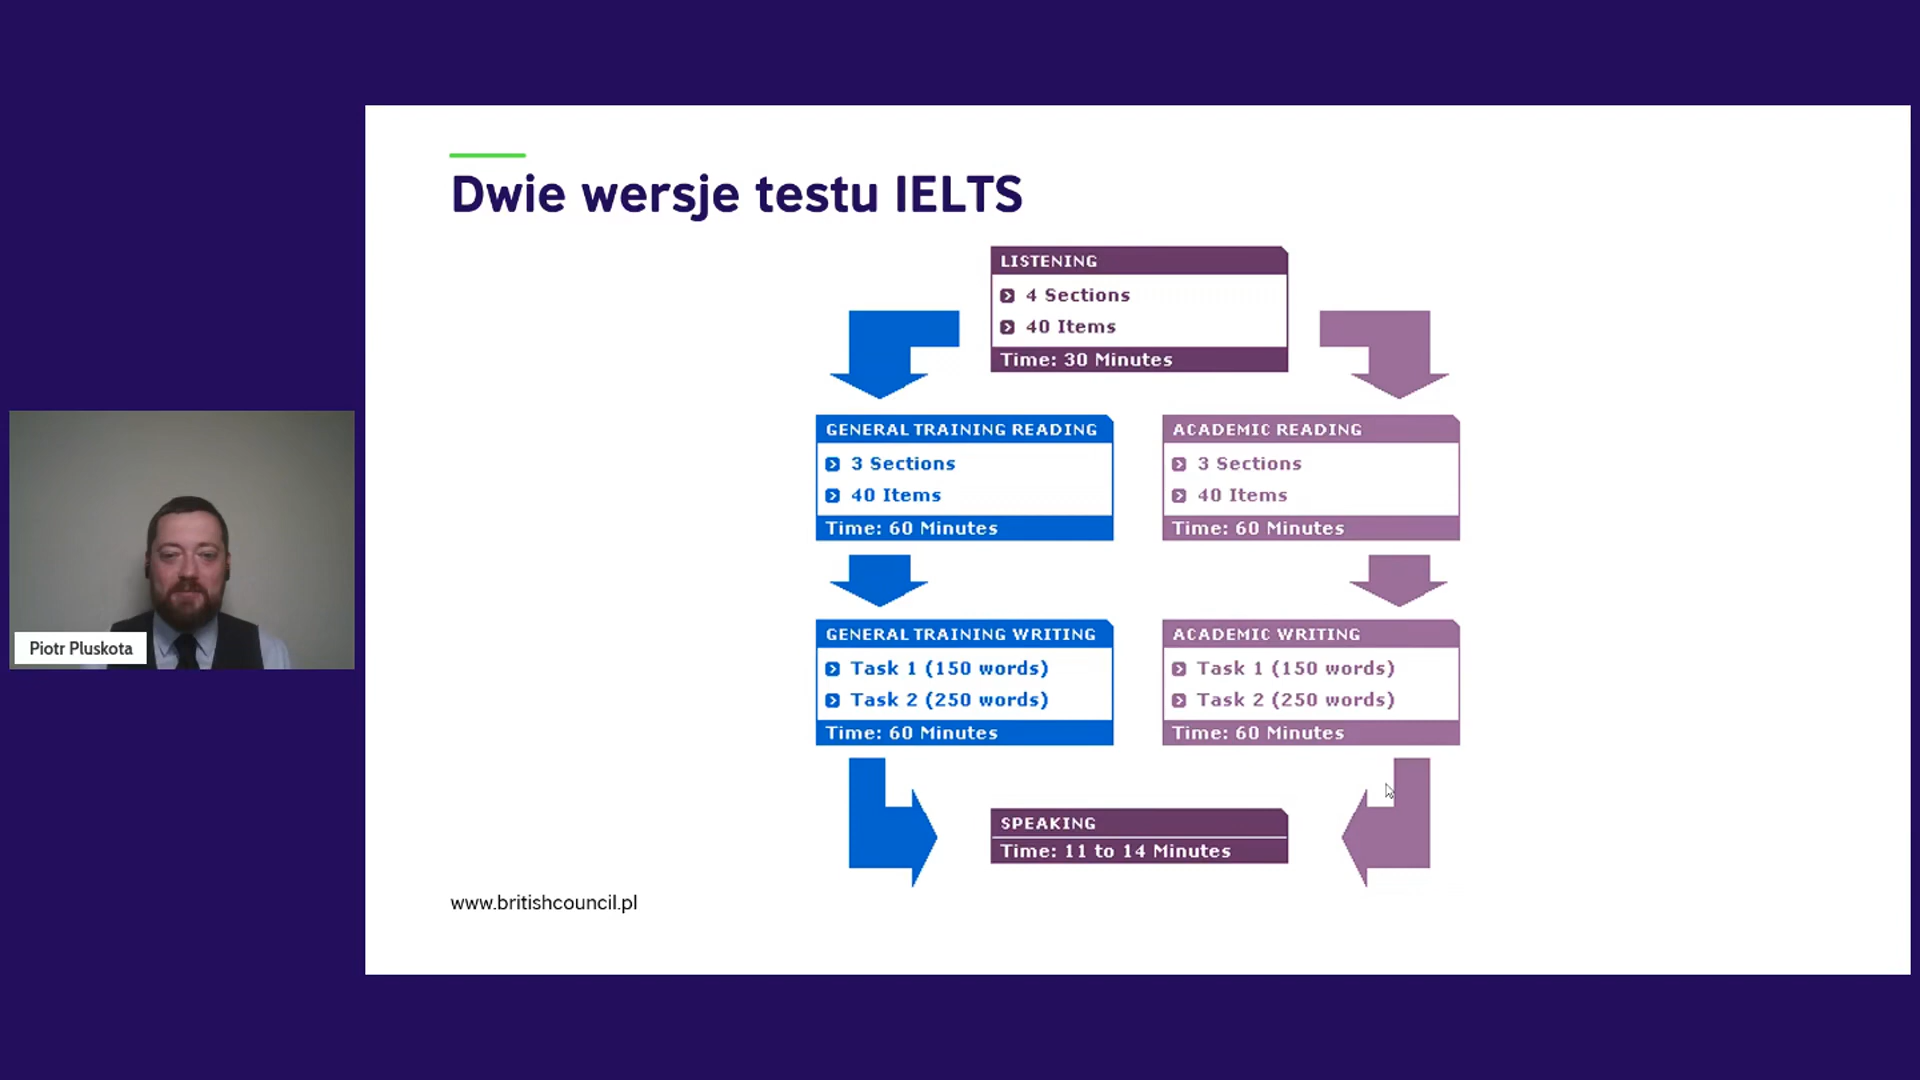 Dwie wersje testu IELTS
LISTENING
4 Sections
40 Items
Time: 30 Minutes
GENERAL TRAINING READING
3 Sections
40 Items
Time: 60 Minutes
ACADEMIC READING
3 Sections
40 Items
Time: 60 Minutes
GENERAL TRAINING WRITING
Task 1 (150 words)
Task 2 (250 words)
Time: 60 Minutes
ACADEMIC WRITING
Task 1 (150 words)
Task 2 (250 words)
Time: 60 Minutes
SPEAKING
Time: 11 to 14 Minutes
www.britishcouncil.pl
Piotr Pluskota